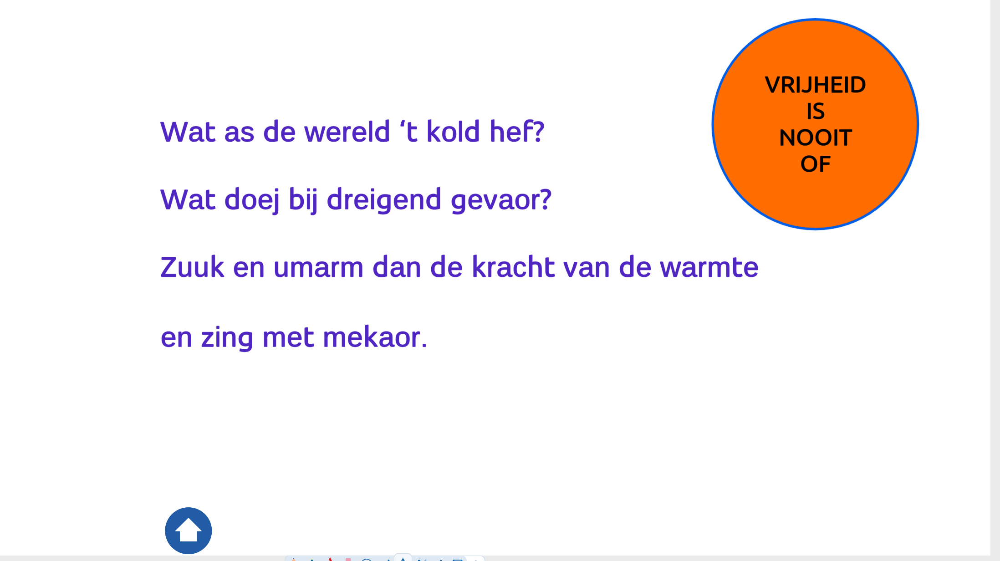 VRIJHEID
IS
NOOIT
OF
Wat as de wereld ‘t kold hef?
Wat doej bij dreigend gevaor?
Zuuk en umarm dan de kracht van de warmte
en zing met mekaor.